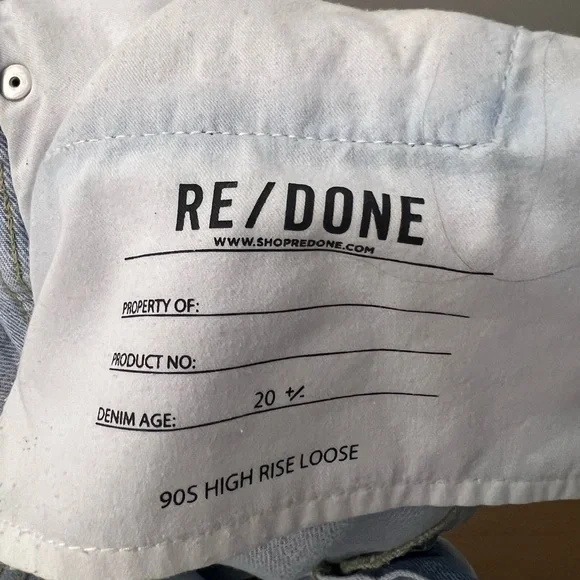 RE/DONE
WWW.SHOPREDONE.COM
PROPERTY OF:
PRODUCT NO:
DENIM AGE: 20 +/-
90S HIGH RISE LOOSE